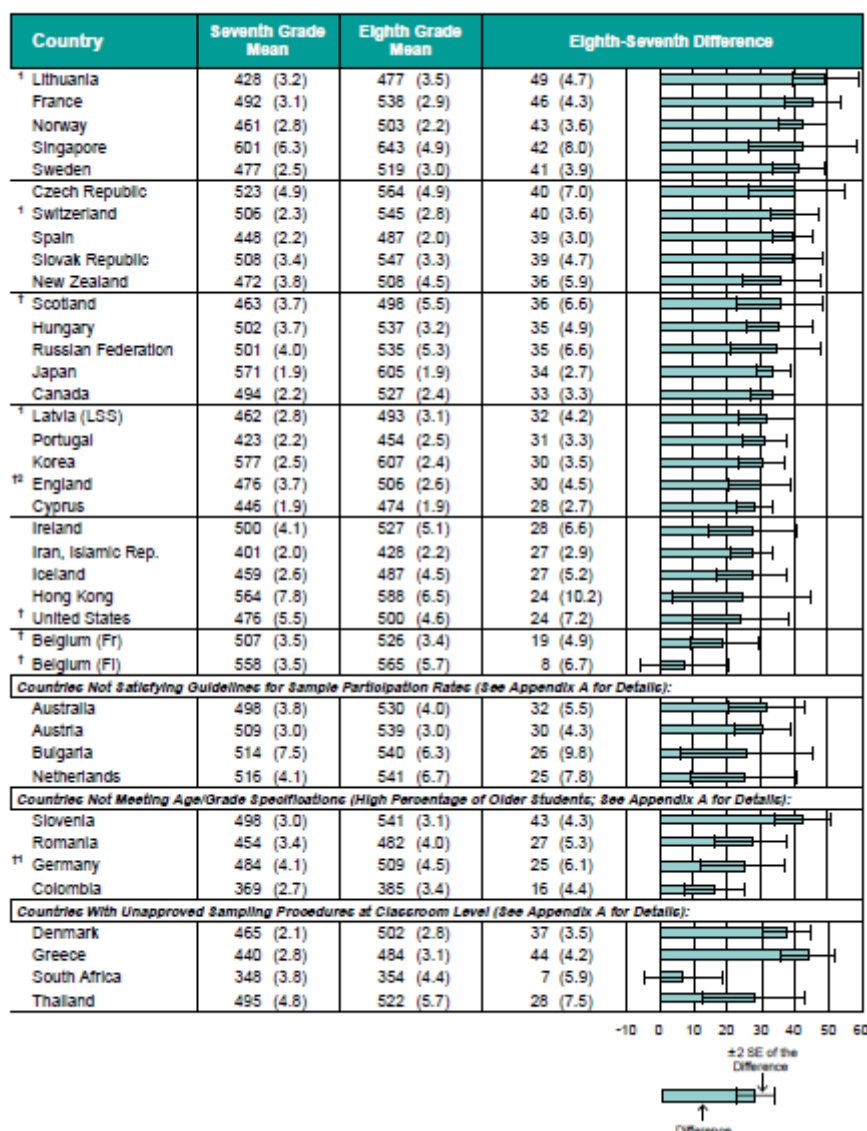 Country Seventh Grade Mean Eighth Grade Mean Eighth-Seventh Difference
¹ Lithuania 428 (3.2) 477 (3.5) 49 (4.7)
France 492 (3.1) 538 (2.9) 46 (4.3)
Norway 461 (2.8) 503 (2.2) 43 (3.6)
Singapore 601 (6.3) 643 (4.9) 42 (8.0)
Sweden 477 (2.5) 519 (3.0) 41 (3.9)
Czech Republic 523 (4.9) 564 (4.9) 40 (7.0)
¹ Switzerland 506 (2.3) 545 (2.8) 40 (3.6)
Spain 448 (2.2) 487 (2.0) 39 (3.0)
Slovak Republic 508 (3.4) 547 (3.3) 39 (4.7)
New Zealand 472 (3.8) 508 (4.5) 36 (5.9)
† Scotland 463 (3.7) 498 (5.5) 36 (6.6)
Hungary 502 (3.7) 537 (3.2) 35 (4.9)
Russian Federation 501 (4.0) 535 (5.3) 35 (6.6)
Japan 571 (1.9) 605 (1.9) 34 (2.7)
Canada 494 (2.2) 527 (2.4) 33 (3.3)
¹ Latvia (LSS) 462 (2.8) 493 (3.1) 32 (4.2)
Portugal 423 (2.2) 454 (2.5) 31 (3.3)
Korea 577 (2.5) 607 (2.4) 30 (3.5)
†² England 476 (3.7) 506 (2.6) 30 (4.5)
Cyprus 446 (1.9) 474 (1.9) 28 (2.7)
Ireland 500 (4.1) 527 (5.1) 28 (6.6)
Iran, Islamic Rep. 401 (2.0) 428 (2.2) 27 (2.9)
Iceland 459 (2.6) 487 (4.5) 27 (5.2)
Hong Kong 564 (7.8) 588 (6.5) 24 (10.2)
† United States 476 (5.5) 500 (4.6) 24 (7.2)
† Belgium (Fr) 507 (3.5) 526 (3.4) 19 (4.9)
† Belgium (Fl) 558 (3.5) 565 (5.7) 8 (6.7)
Countries Not Satisfying Guidelines for Sample Participation Rates (See Appendix A for Details):
Australia 498 (3.8) 530 (4.0) 32 (5.5)
Austria 509 (3.0) 539 (3.0) 30 (4.3)
Bulgaria 514 (7.5) 540 (6.3) 26 (9.8)
Netherlands 516 (4.1) 541 (6.7) 25 (7.8)
Countries Not Meeting Age/Grade Specifications (High Percentage of Older Students; See Appendix A for Details):
Slovenia 498 (3.0) 541 (3.1) 43 (4.3)
Romania 454 (3.4) 482 (4.0) 27 (5.3)
†¹ Germany 484 (4.1) 509 (4.5) 25 (6.1)
Colombia 369 (2.7) 385 (3.4) 16 (4.4)
Countries With Unapproved Sampling Procedures at Classroom Level (See Appendix A for Details):
Denmark 465 (2.1) 502 (2.8) 37 (3.5)
Greece 440 (2.8) 484 (3.1) 44 (4.2)
South Africa 348 (3.8) 354 (4.4) 7 (5.9)
Thailand 495 (4.8) 522 (5.7) 28 (7.5)
-10 0 10 20 30 40 50 60
±2 SE of the
Difference
Difference